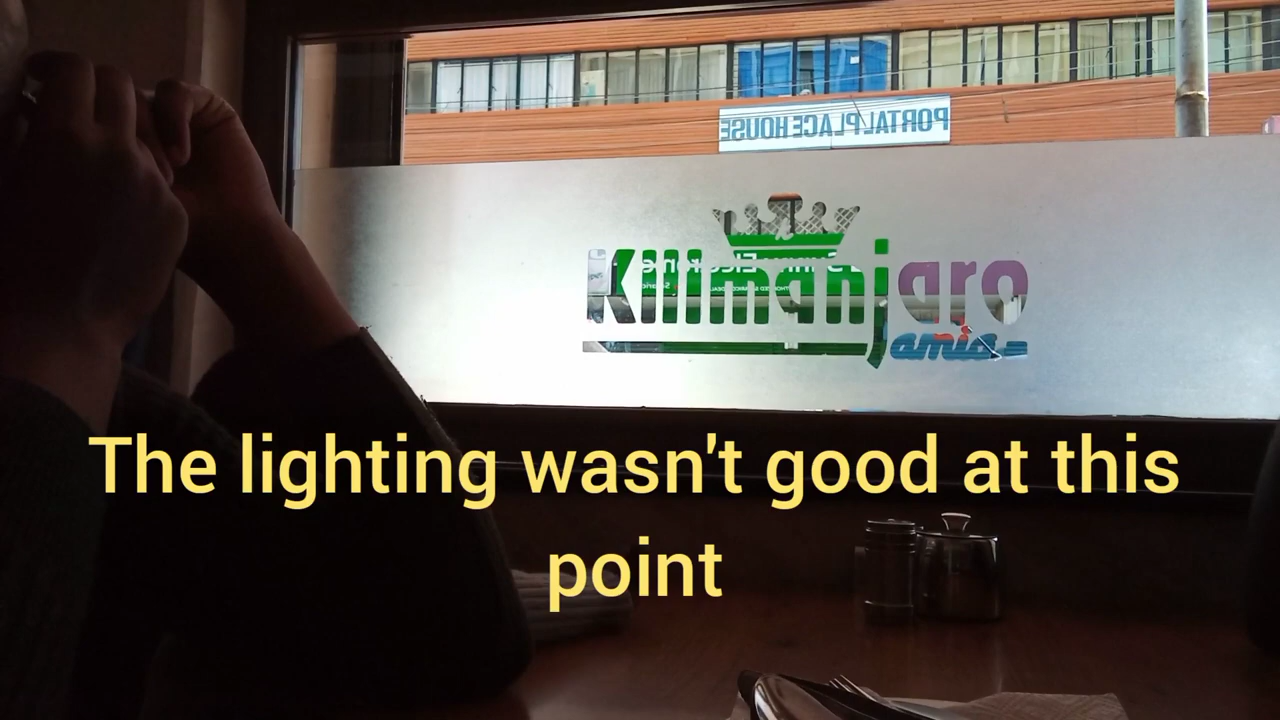 PORTAL PLACE HOUSE
Kilimanjaro
Jamia
The lighting wasn't good at this
point